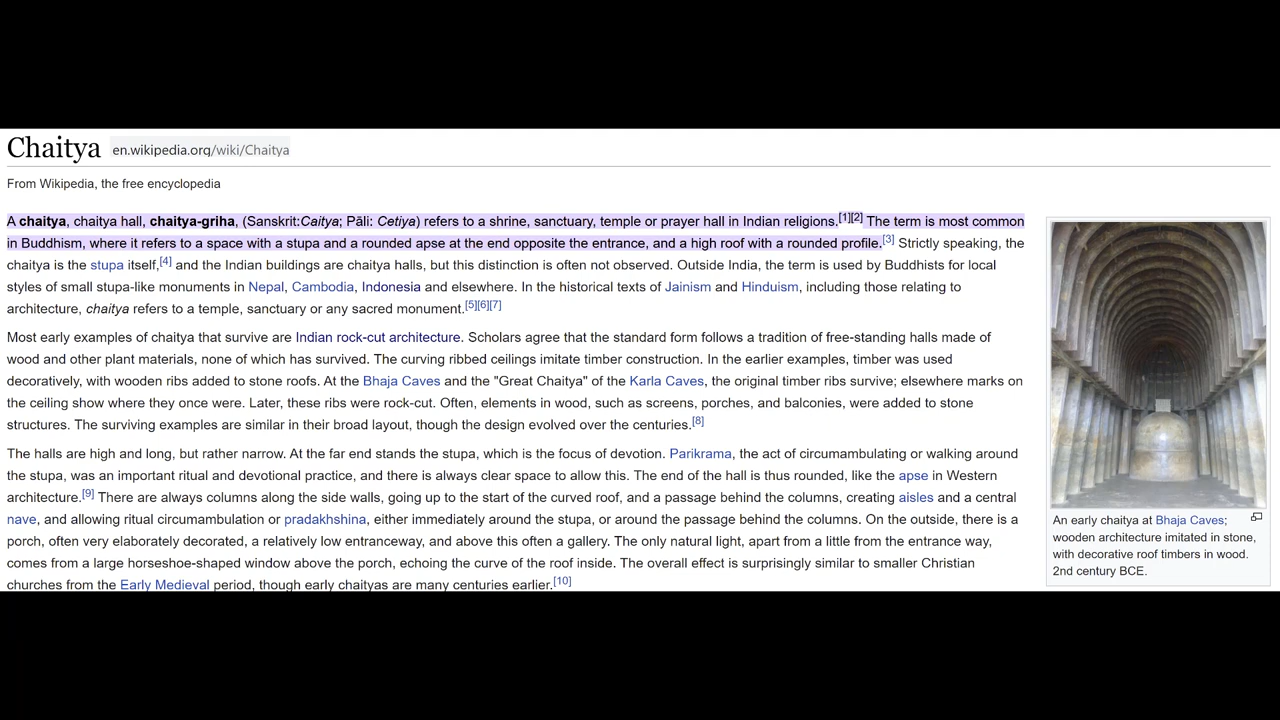 Chaitya en.wikipedia.org/wiki/Chaitya
From Wikipedia, the free encyclopedia
A chaitya, chaitya hall, chaitya-griha, (Sanskrit:Caitya; Pāli: Cetiya) refers to a shrine, sanctuary, temple or prayer hall in Indian religions.[1][2] The term is most common
in Buddhism, where it refers to a space with a stupa and a rounded apse at the end opposite the entrance, and a high roof with a rounded profile.[3] Strictly speaking, the
chaitya is the stupa itself,[4] and the Indian buildings are chaitya halls, but this distinction is often not observed. Outside India, the term is used by Buddhists for local
styles of small stupa-like monuments in Nepal, Cambodia, Indonesia and elsewhere. In the historical texts of Jainism and Hinduism, including those relating to
architecture, chaitya refers to a temple, sanctuary or any sacred monument.[5][6][7]
Most early examples of chaitya that survive are Indian rock-cut architecture. Scholars agree that the standard form follows a tradition of free-standing halls made of
wood and other plant materials, none of which has survived. The curving ribbed ceilings imitate timber construction. In the earlier examples, timber was used
decoratively, with wooden ribs added to stone roofs. At the Bhaja Caves and the "Great Chaitya" of the Karla Caves, the original timber ribs survive; elsewhere marks on
the ceiling show where they once were. Later, these ribs were rock-cut. Often, elements in wood, such as screens, porches, and balconies, were added to stone
structures. The surviving examples are similar in their broad layout, though the design evolved over the centuries.[8]
The halls are high and long, but rather narrow. At the far end stands the stupa, which is the focus of devotion. Parikrama, the act of circumambulating or walking around
the stupa, was an important ritual and devotional practice, and there is always clear space to allow this. The end of the hall is thus rounded, like the apse in Western
architecture.[9] There are always columns along the side walls, going up to the start of the curved roof, and a passage behind the columns, creating aisles and a central
nave, and allowing ritual circumambulation or pradakhshina, either immediately around the stupa, or around the passage behind the columns. On the outside, there is a
porch, often very elaborately decorated, a relatively low entranceway, and above this often a gallery. The only natural light, apart from a little from the entrance way,
comes from a large horseshoe-shaped window above the porch, echoing the curve of the roof inside. The overall effect is surprisingly similar to smaller Christian
churches from the Early Medieval period, though early chaityas are many centuries earlier.[10]
An early chaitya at Bhaja Caves;
wooden architecture imitated in stone,
with decorative roof timbers in wood.
2nd century BCE.